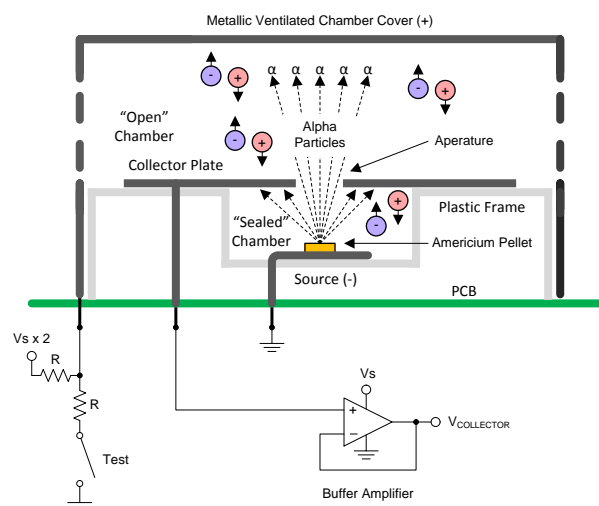 Metallic Ventilated Chamber Cover (+)
α α α α α
- + - +
“Open”
Chamber
- +
Alpha
Particles
Aperature
Collector Plate
“Sealed”
Chamber
- +
Plastic Frame
Americium Pellet
Source (-)
PCB
Vs x 2
R
R
Test
Vs
+
−
VCOLLECTOR
Buffer Amplifier